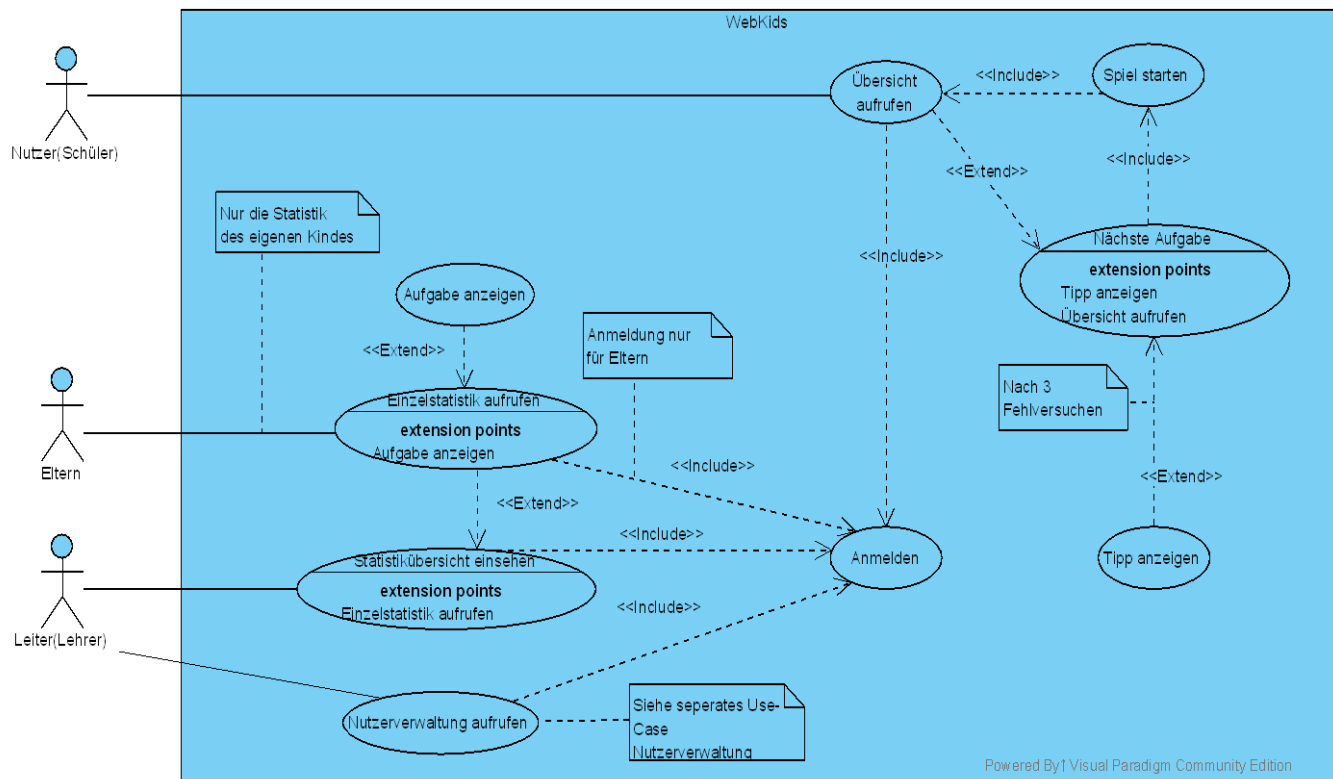 WebKids
Nutzer(Schüler)
Übersicht
aufrufen
<<Include>>
Spiel starten
<<Include>>
<<Extend>>
Nur die Statistik
des eigenen Kindes
Nächste Aufgabe
extension points
Tipp anzeigen
Übersicht aufrufen
<<Include>>
Aufgabe anzeigen
<<Extend>>
Anmeldung nur
für Eltern
Nach 3
Fehlversuchen
Einzelstatistik aufrufen
extension points
Aufgabe anzeigen
Eltern
<<Include>>
<<Extend>>
<<Extend>>
<<Include>>
Statistikübersicht einsehen
extension points
Einzelstatistik aufrufen
Anmelden
Tipp anzeigen
<<Include>>
Leiter(Lehrer)
Nutzerverwaltung aufrufen
Siehe seperates Use-
Case
Nutzerverwaltung
Powered By↑ Visual Paradigm Community Edition